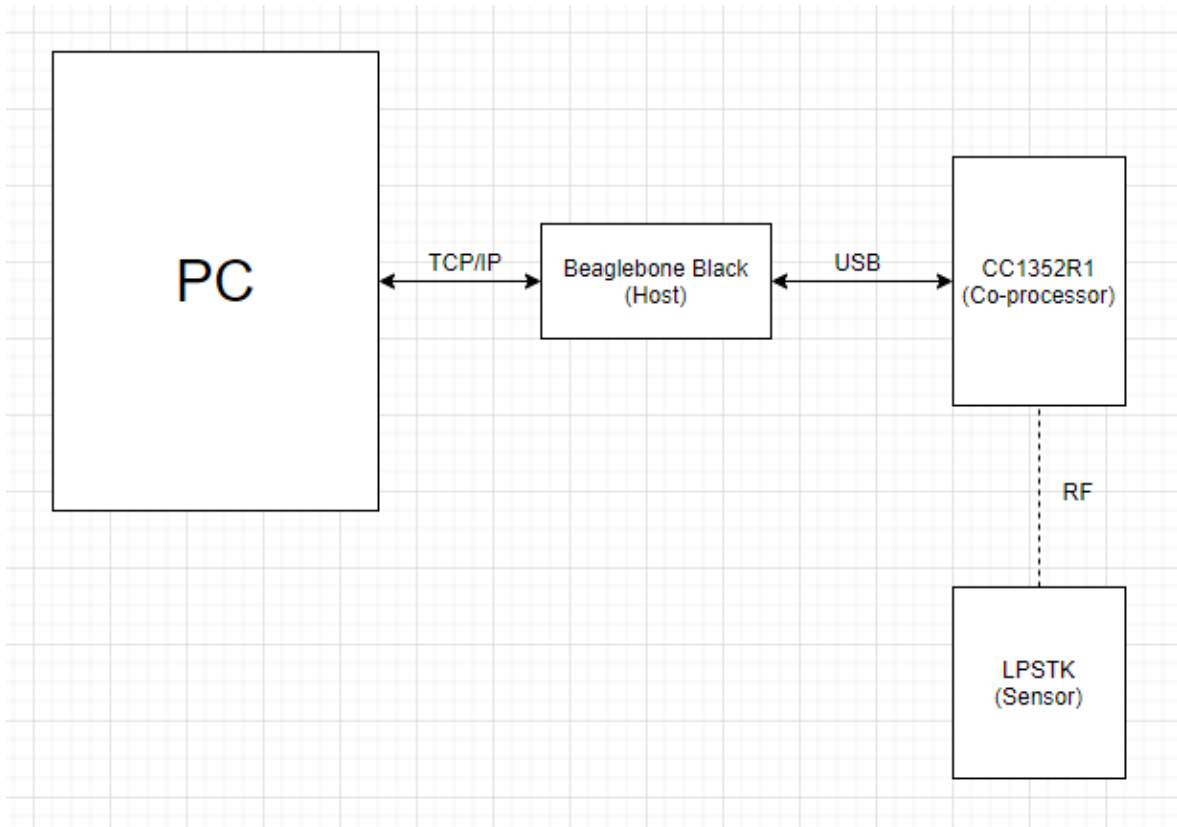 PC
TCP/IP
Beaglebone Black
(Host)
USB
CC1352R1
(Co-processor)
RF
LPSTK
(Sensor)